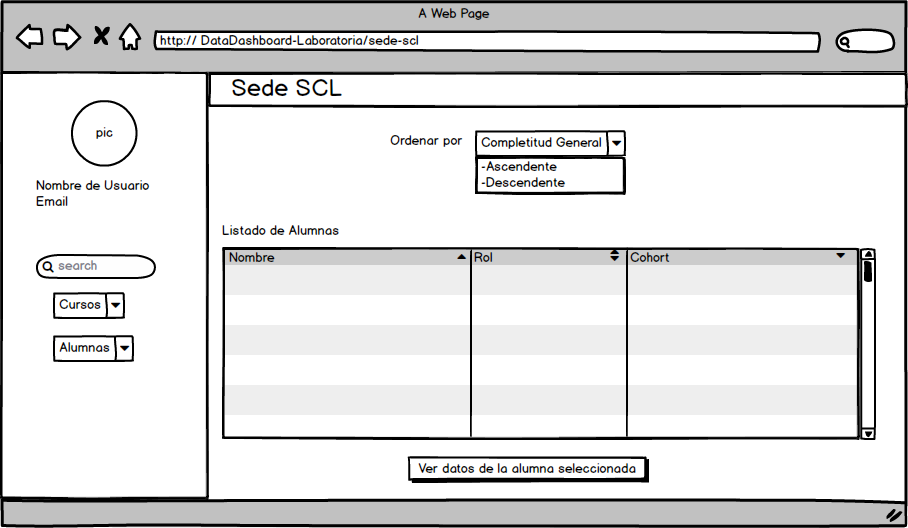 A Web Page
http:// DataDashboard-Laboratoria/sede-scl
Sede SCL
pic
Nombre de Usuario
Email
search
Cursos
Alumnas
Ordenar por
Completitud General
-Ascendente
-Descendente
Listado de Alumnas
Nombre Rol Cohort
Ver datos de la alumna seleccionada